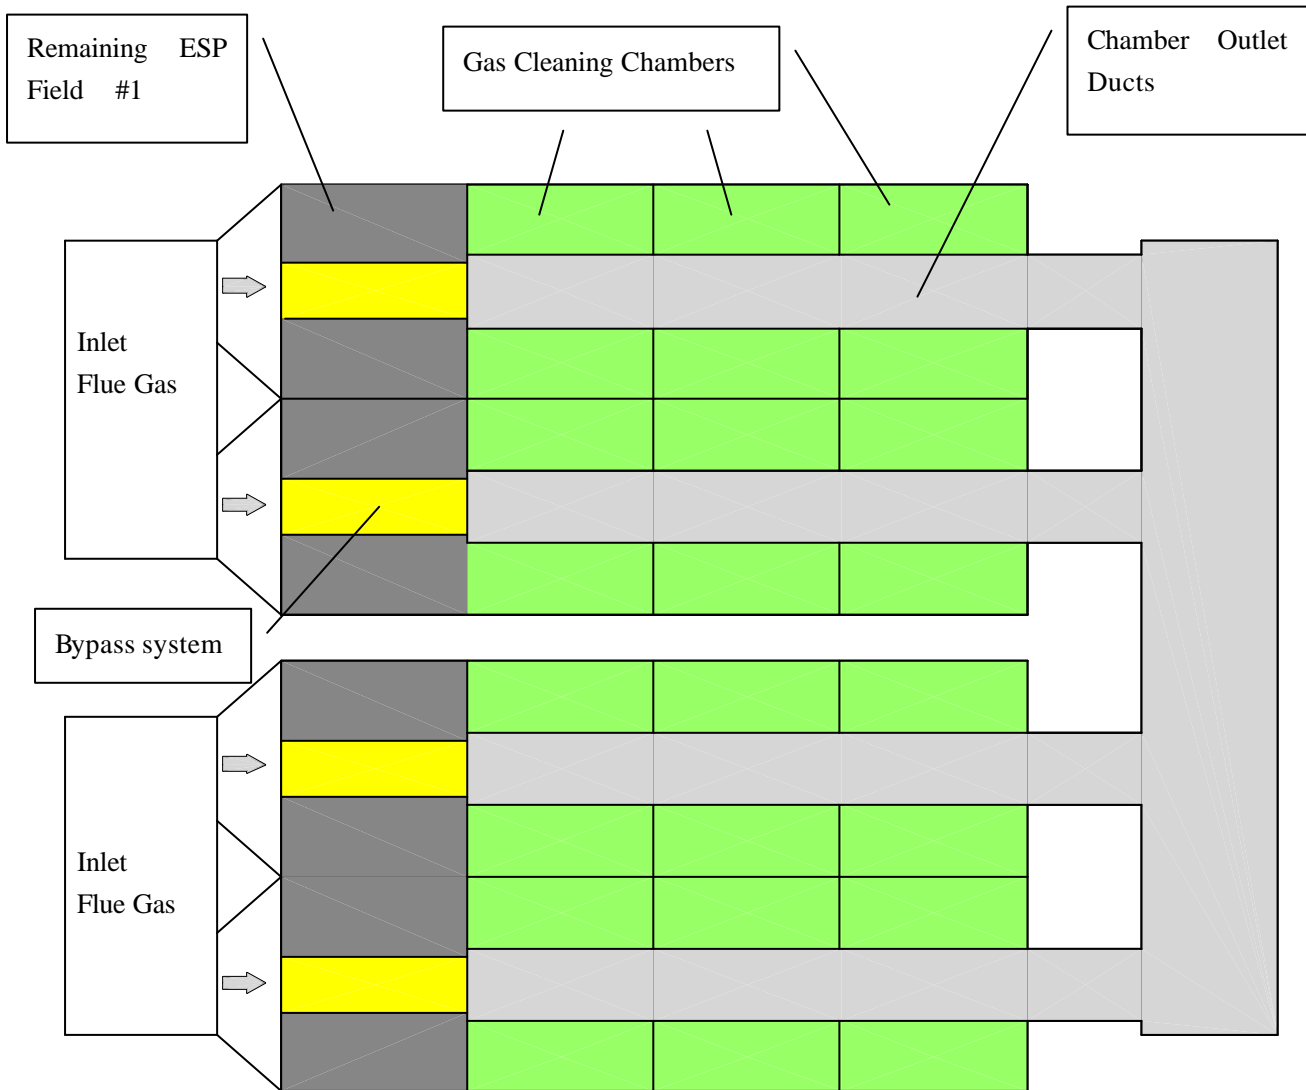 Remaining ESP
Field #1
Gas Cleaning Chambers
Chamber Outlet
Ducts
Inlet
Flue Gas
Bypass system
Inlet
Flue Gas